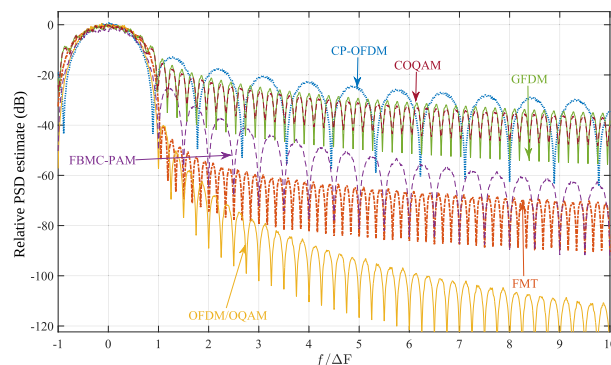 0
-20
-40
-60
-80
-100
-120
Relative PSD estimate (dB)
CP-OFDM
COQAM
GFDM
FBMC-PAM
FMT
OFDM/OQAM
-1 0 1 2 3 4 5 6 7 8 9 10
f/ΔF